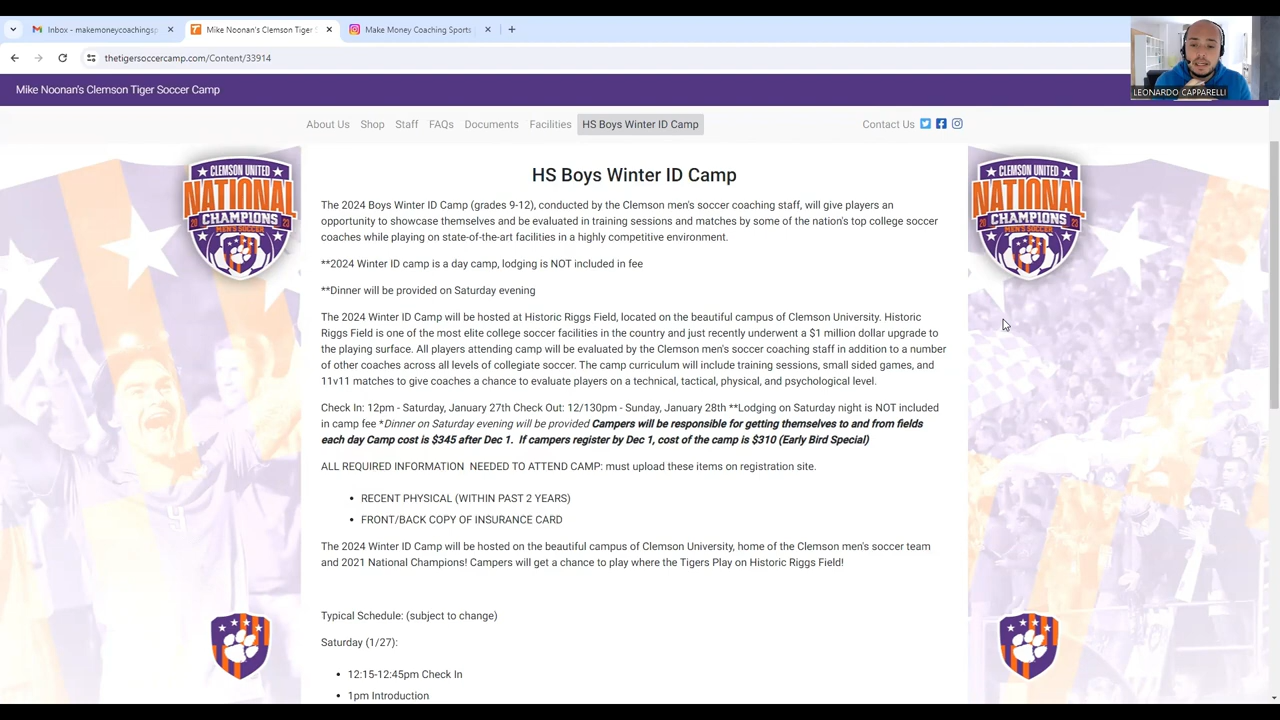 Inbox - makemoneycoachingsp
Mike Noonan's Clemson Tiger S
Make Money Coaching Sports
thetigersoccercamp.com/Content/33914
LEONARDO CAPPARELLI
Mike Noonan's Clemson Tiger Soccer Camp
About Us Shop Staff FAQs Documents Facilities HS Boys Winter ID Camp Contact Us
CLEMSON UNITED
NATIONAL
CHAMPIONS
20 23
MEN'S SOCCER
CLEMSON UNITED
NATIONAL
CHAMPIONS
20 23
MEN'S SOCCER
HS Boys Winter ID Camp
The 2024 Boys Winter ID Camp (grades 9-12), conducted by the Clemson men's soccer coaching staff, will give players an
opportunity to showcase themselves and be evaluated in training sessions and matches by some of the nation's top college soccer
coaches while playing on state-of-the-art facilities in a highly competitive environment.
**2024 Winter ID camp is a day camp, lodging is NOT included in fee
**Dinner will be provided on Saturday evening
The 2024 Winter ID Camp will be hosted at Historic Riggs Field, located on the beautiful campus of Clemson University. Historic
Riggs Field is one of the most elite college soccer facilities in the country and just recently underwent a $1 million dollar upgrade to
the playing surface. All players attending camp will be evaluated by the Clemson men's soccer coaching staff in addition to a number
of other coaches across all levels of collegiate soccer. The camp curriculum will include training sessions, small sided games, and
11v11 matches to give coaches a chance to evaluate players on a technical, tactical, physical, and psychological level.
Check In: 12pm - Saturday, January 27th Check Out: 12/130pm - Sunday, January 28th **Lodging on Saturday night is NOT included
in camp fee *Dinner on Saturday evening will be provided Campers will be responsible for getting themselves to and from fields
each day Camp cost is $345 after Dec 1. If campers register by Dec 1, cost of the camp is $310 (Early Bird Special)
ALL REQUIRED INFORMATION NEEDED TO ATTEND CAMP: must upload these items on registration site.
• RECENT PHYSICAL (WITHIN PAST 2 YEARS)
• FRONT/BACK COPY OF INSURANCE CARD
The 2024 Winter ID Camp will be hosted on the beautiful campus of Clemson University, home of the Clemson men's soccer team
and 2021 National Champions! Campers will get a chance to play where the Tigers Play on Historic Riggs Field!
Typical Schedule: (subject to change)
Saturday (1/27):
• 12:15-12:45pm Check In
• 1pm Introduction